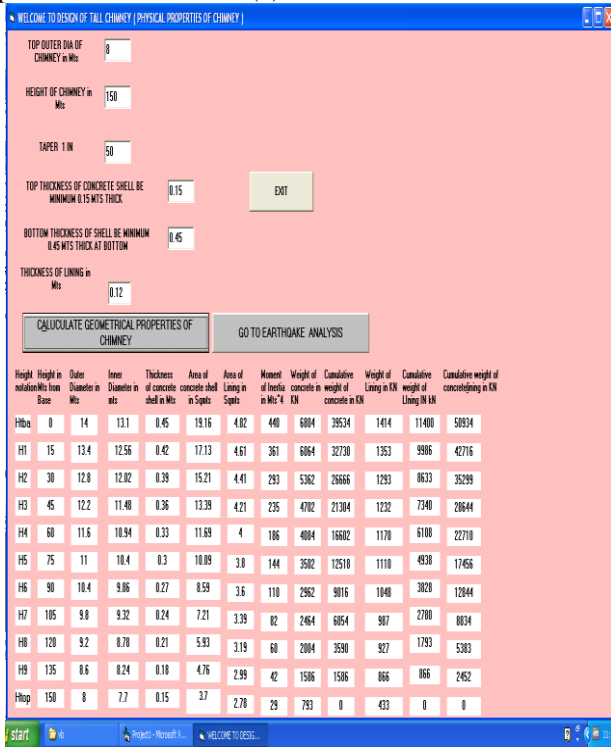 WELCOME TO DESIGN OF TALL CHIMNEY ( PHYSICAL PROPERTIES OF CHIMNEY )
TOP OUTER DIA OF CHIMNEY in Mts 8
HEIGHT OF CHIMNEY in Mts 150
TAPER 1 IN 50
TOP THICKNESS OF CONCRETE SHELL BE MINIMUM 0.15 MTS THICK 0.15
EXIT
BOTTOM THICKNESS OF SHELL BE MINIMUM 0.45 MTS THICK AT BOTTOM 0.45
THICKNESS OF LINING in Mts 0.12
CALUCULATE GEOMETRICAL PROPERTIES OF CHIMNEY
GO TO EARTHQAKE ANALYSIS
Height notation Height in Mts from Base Outer Diameter in Mts Inner Diameter in mts Thickness of concrete shell in Mts Area of concrete shell in Sqmts Area of Lining in Sqmts Moment of Inertia in Mts^4 Weight of concrete in KN Cumulative weight of concrete in KN Weight of Lining in KN Cumulative weight of LIning IN kN Cumulative weight of concretelining in KN
Htba 0 14 13.1 0.45 19.16 4.82 440 6804 39534 1414 11400 50934
H1 15 13.4 12.56 0.42 17.13 4.61 361 6064 32730 1353 9986 42716
H2 30 12.8 12.02 0.39 15.21 4.41 293 5362 26666 1293 8633 35299
H3 45 12.2 11.48 0.36 13.39 4.21 235 4702 21304 1232 7340 28644
H4 60 11.6 10.94 0.33 11.69 4 186 4084 16602 1170 6108 22710
H5 75 11 10.4 0.3 10.09 3.8 144 3502 12518 1110 4938 17456
H6 90 10.4 9.86 0.27 8.59 3.6 110 2962 9016 1048 3828 12844
H7 105 9.8 9.32 0.24 7.21 3.39 82 2464 6054 987 2780 8834
H8 120 9.2 8.78 0.21 5.93 3.19 60 2004 3590 927 1793 5383
H9 135 8.6 8.24 0.18 4.76 2.99 42 1586 1586 866 866 2452
Htop 150 8 7.7 0.15 3.7 2.78 29 793 0 433 0 0
start vb Project1 - Microsoft V... WELCOME TO DESIG...